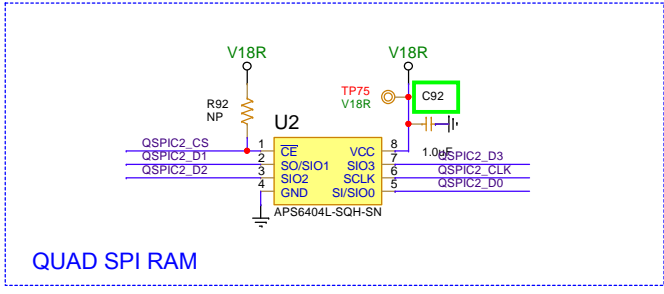 V18R
V18R
TP75
V18R
C92
R92
NP
U2
1.0uF
QSPIC2_CS
1
CE
VCC
8
QSPIC2_D1
2
SO/SIO1
SIO3
7
QSPIC2_D3
QSPIC2_D2
3
SIO2
SCLK
6
QSPIC2_CLK
4
GND
SI/SIO0
5
QSPIC2_D0
APS6404L-SQH-SN
QUAD SPI RAM